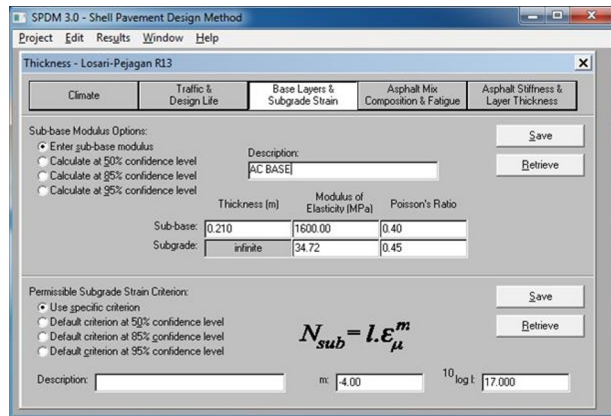 SPDM 3.0 - Shell Pavement Design Method
Project Edit Results Window Help
Thickness - Losari-Pejagan R13
Climate
Traffic & Design Life
Base Layers & Subgrade Strain
Asphalt Mix Composition & Fatigue
Asphalt Stiffness & Layer Thickness
Sub-base Modulus Options:
Enter sub-base modulus
Calculate at 50% confidence level
Calculate at 85% confidence level
Calculate at 95% confidence level
Description:
AC BASE
Save
Retrieve
Thickness (m) Modulus of Elasticity (MPa) Poisson's Ratio
Sub-base: 0.210 1600.00 0.40
Subgrade: infinite 34.72 0.45
Permissible Subgrade Strain Criterion:
Use specific criterion
Default criterion at 50% confidence level
Default criterion at 85% confidence level
Default criterion at 95% confidence level
N_sub = l.ε_μ^m
Save
Retrieve
Description: m: -4.00 10log l: 17.000